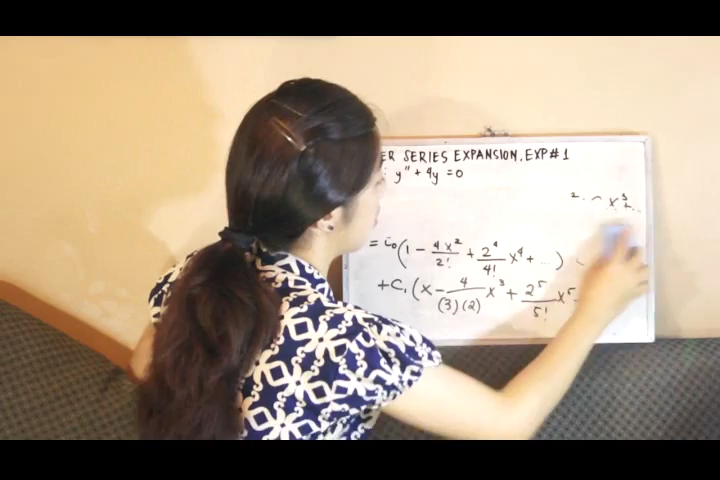 ER SERIES EXPANSION, EXP#1
: y" + 4y = 0
x³+...
= C₀(1 - 4x²/2! + 2⁴/4! x⁴ + ...)
+C₁(x - 4/(3)(2) x³ + 2⁵/5! x⁵